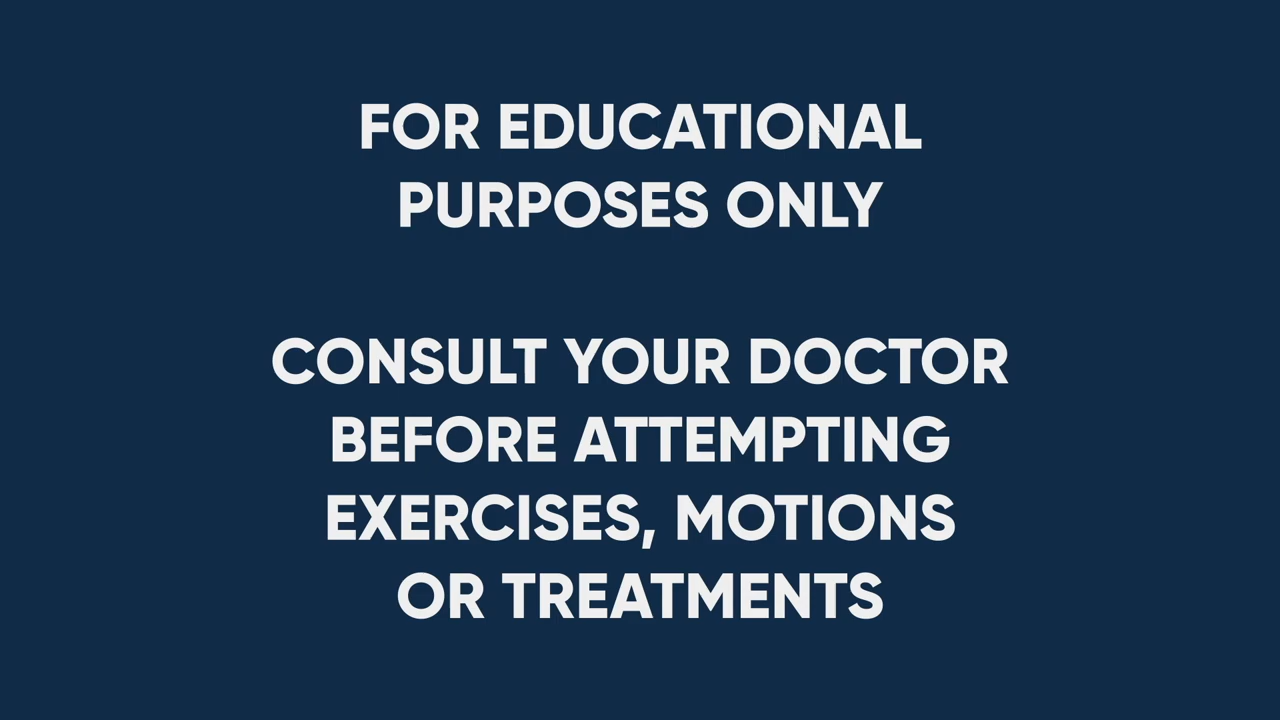 FOR EDUCATIONAL
PURPOSES ONLY
CONSULT YOUR DOCTOR
BEFORE ATTEMPTING
EXERCISES, MOTIONS
OR TREATMENTS